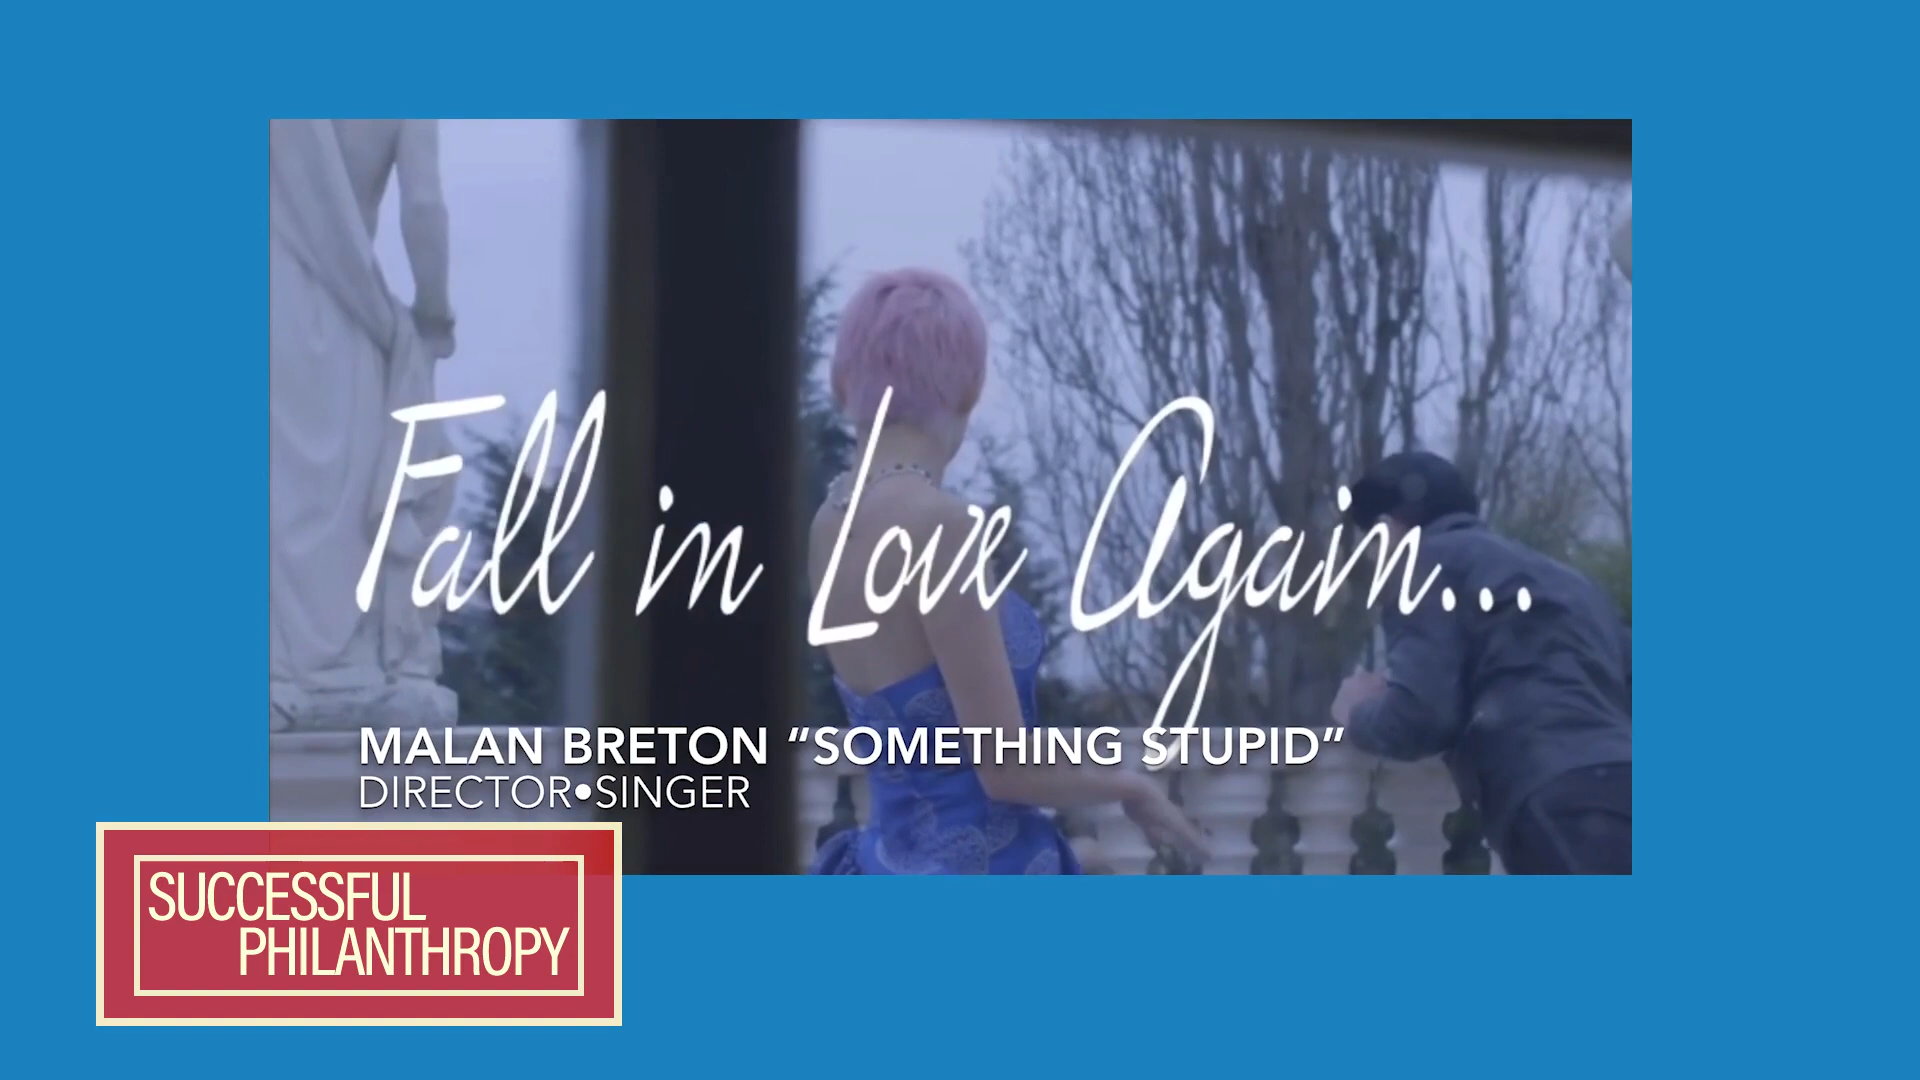 Fall in Love Again...
MALAN BRETON “SOMETHING STUPID”
DIRECTOR•SINGER
SUCCESSFUL
PHILANTHROPY